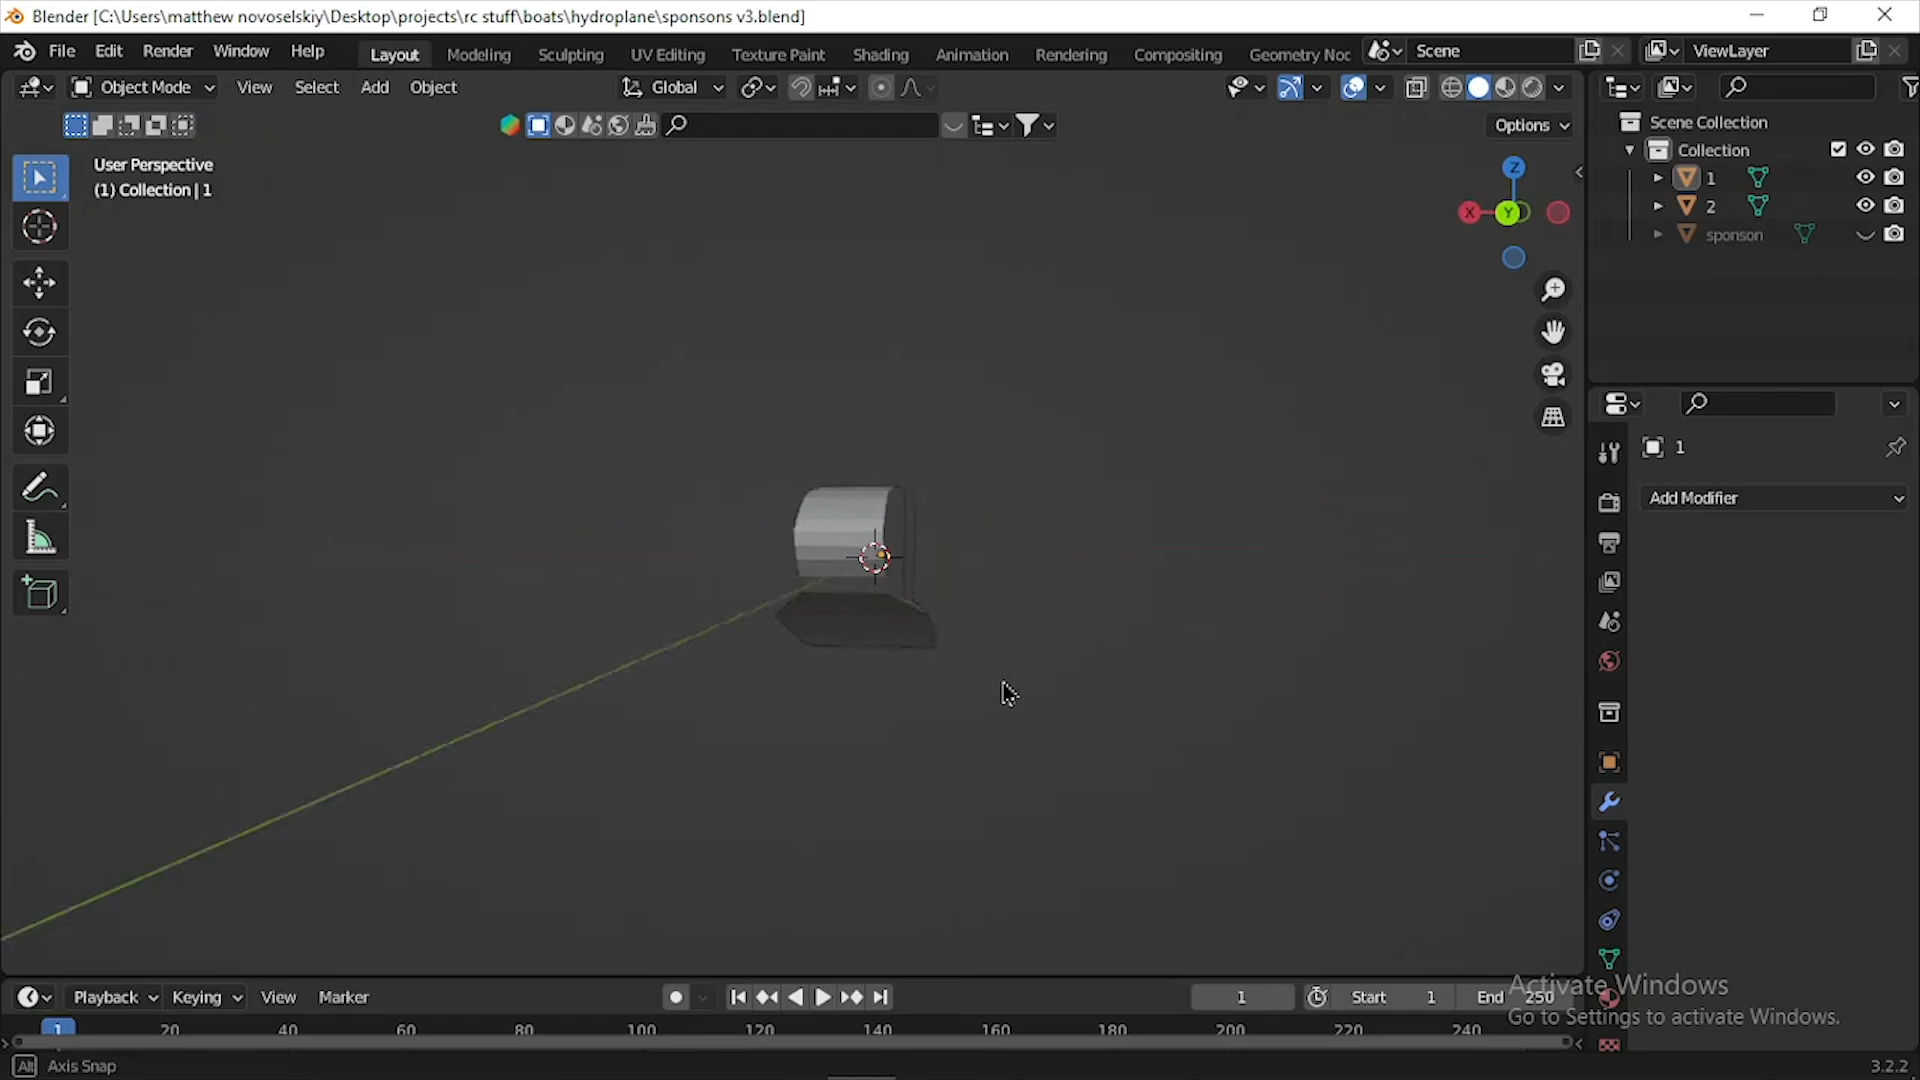 Blender [C:\Users\matthew novoselskiy\Desktop\projects\rc stuff\boats\hydroplane\sponsons v3.blend]
File Edit Render Window Help Layout Modeling Sculpting UV Editing Texture Paint Shading Animation Rendering Compositing Geometry Noc Scene ViewLayer
Object Mode View Select Add Object Global
Options
User Perspective
(1) Collection | 1
Z
X
Y
Scene Collection
Collection
1
2
sponson
1
Add Modifier
Playback Keying View Marker 1 Start 1 End 250
1 20 40 60 80 100 120 140 160 180 200 220 240
Activate Windows
Go to Settings to activate Windows.
Alt Axis Snap 3.2.2